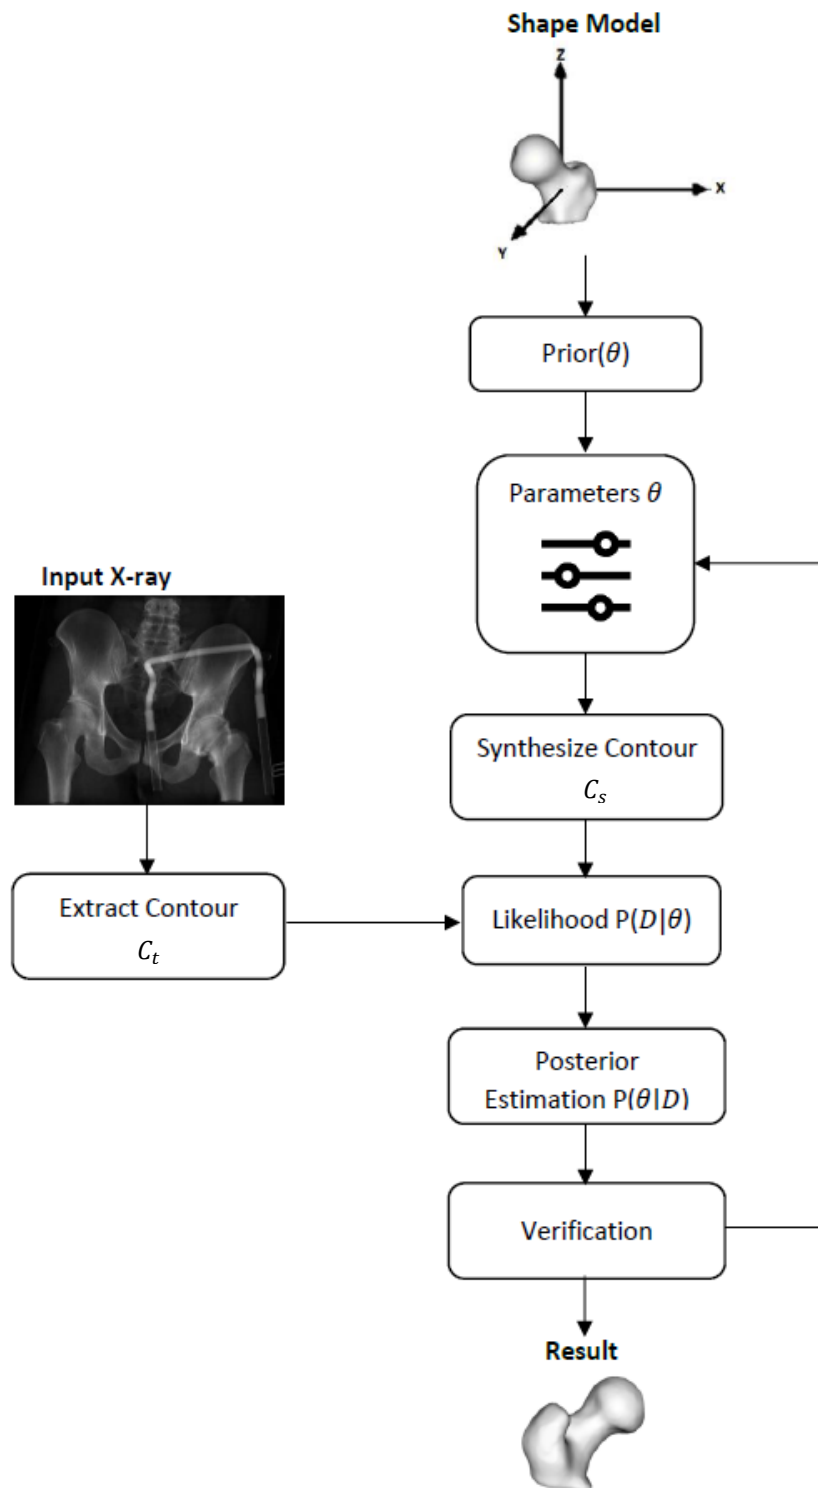 Shape Model
Z
X
Y
Prior(θ)
Parameters θ
Input X-ray
Synthesize Contour
C_s
Extract Contour
C_t
Likelihood P(D|θ)
Posterior
Estimation P(θ|D)
Verification
Result